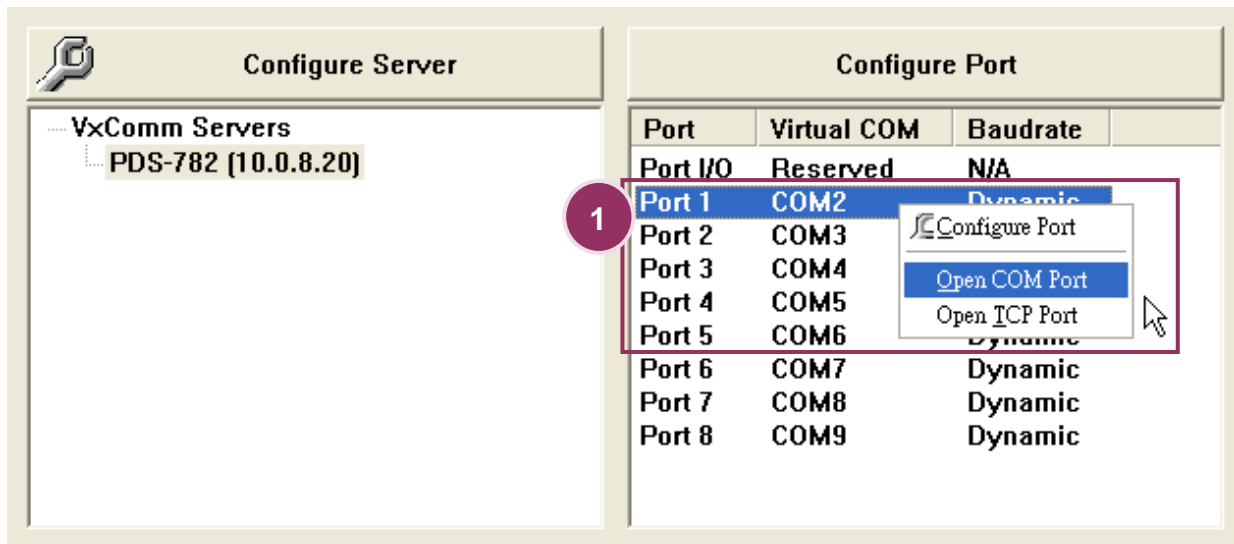 Configure Server
Configure Port
VxComm Servers
PDS-782 (10.0.8.20)
Port Virtual COM Baudrate
Port I/O Reserved N/A
Port 1 COM2 Dynamic
Port 2 COM3
Port 3 COM4
Port 4 COM5
Port 5 COM6 Dynamic
Port 6 COM7 Dynamic
Port 7 COM8 Dynamic
Port 8 COM9 Dynamic
1
Configure Port
Open COM Port
Open TCP Port